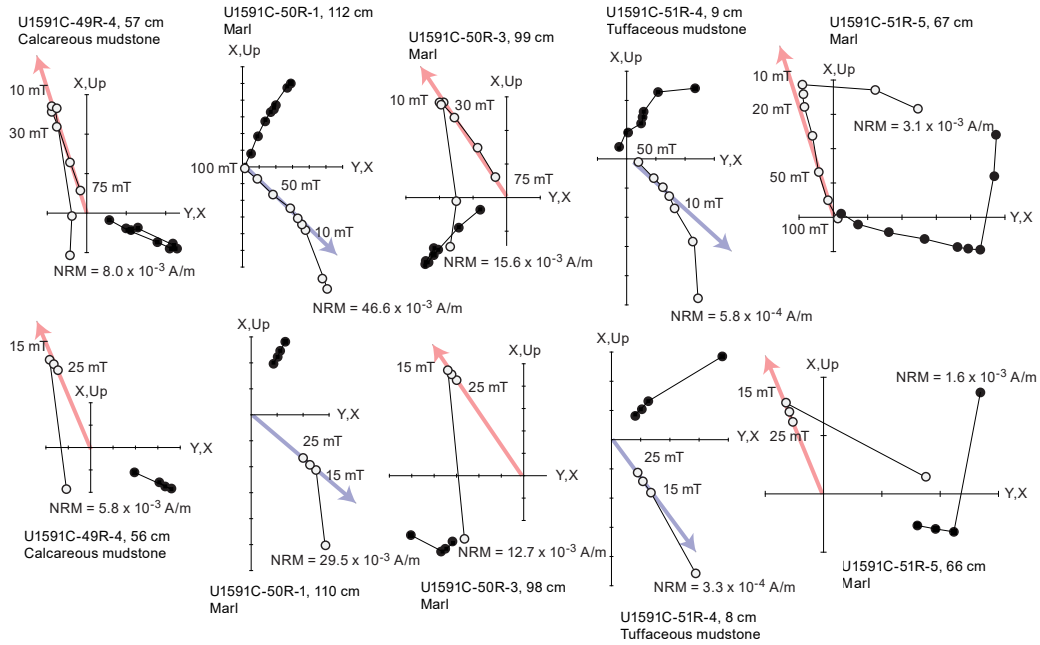 U1591C-49R-4, 57 cm
Calcareous mudstone
X,Up
10 mT
30 mT
75 mT
Y,X
NRM = 8.0 x 10-3 A/m
U1591C-50R-1, 112 cm
Marl
X,Up
100 mT
50 mT
10 mT
Y,X
NRM = 46.6 x 10-3 A/m
U1591C-50R-3, 99 cm
Marl
X,Up
10 mT
30 mT
75 mT
Y,X
NRM = 15.6 x 10-3 A/m
U1591C-51R-4, 9 cm
Tuffaceous mudstone
X,Up
50 mT
10 mT
Y,X
NRM = 5.8 x 10-4 A/m
U1591C-51R-5, 67 cm
Marl
X,Up
10 mT
20 mT
50 mT
100 mT
NRM = 3.1 x 10-3 A/m
Y,X
X,Up
15 mT
25 mT
Y,X
NRM = 5.8 x 10-3 A/m
U1591C-49R-4, 56 cm
Calcareous mudstone
X,Up
Y,X
25 mT
15 mT
NRM = 29.5 x 10-3 A/m
U1591C-50R-1, 110 cm
Marl
X,Up
15 mT
25 mT
Y,X
NRM = 12.7 x 10-3 A/m
U1591C-50R-3, 98 cm
Marl
X,Up
Y,X
25 mT
15 mT
NRM = 3.3 x 10-4 A/m
U1591C-51R-4, 8 cm
Tuffaceous mudstone
X,Up
NRM = 1.6 x 10-3 A/m
15 mT
25 mT
Y,X
U1591C-51R-5, 66 cm
Marl